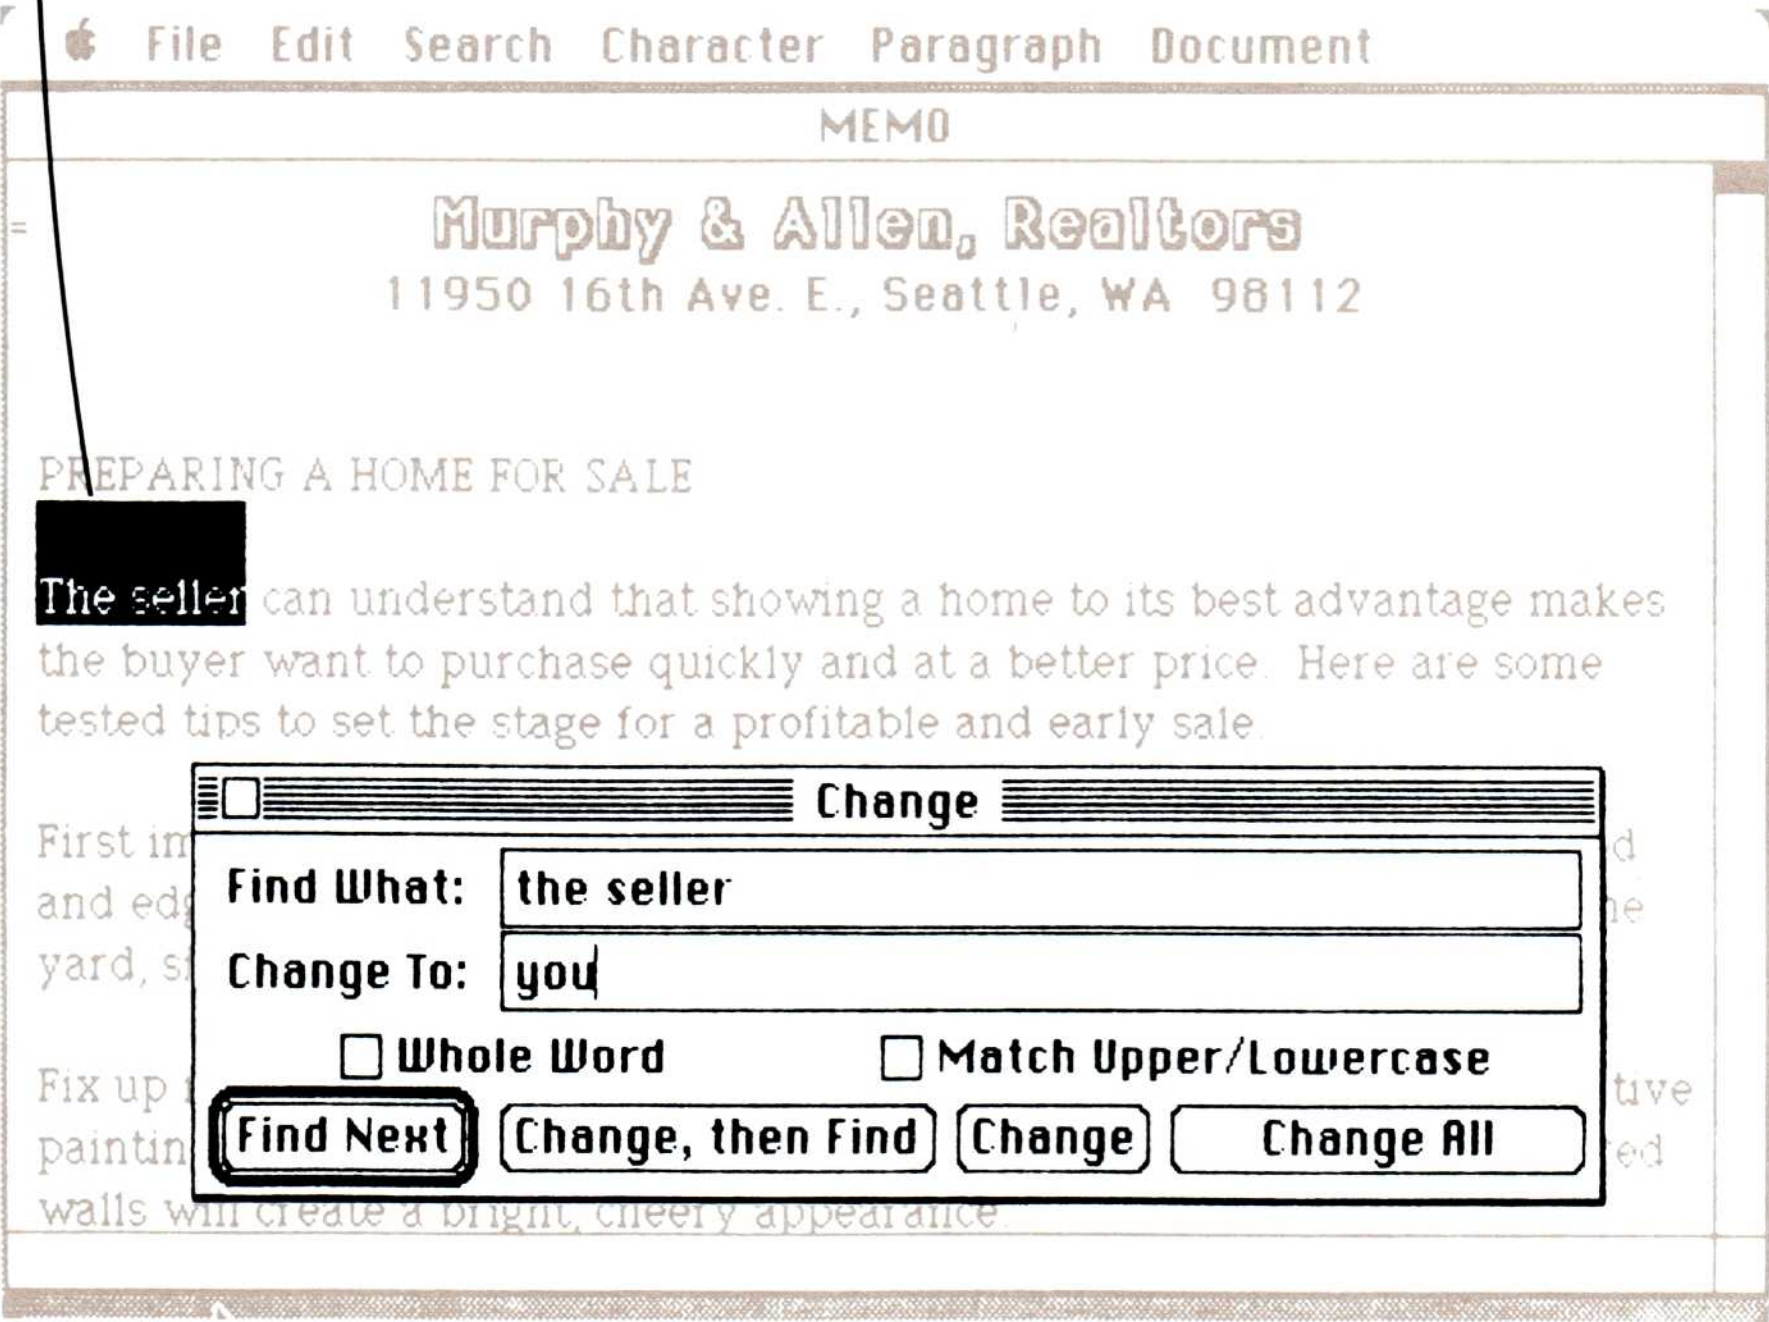 File Edit Search Character Paragraph Document
MEMO
Murphy & Allen, Realtors
11950 16th Ave. E., Seattle, WA 98112
PREPARING A HOME FOR SALE
The seller can understand that showing a home to its best advantage makes
the buyer want to purchase quickly and at a better price. Here are some
tested tips to set the stage for a profitable and early sale.
Change
First im
d
Find What: the seller
and edg
he
Change To: you
yard, s
Whole Word Match Upper/Lowercase
Fix up
tive
Find Next Change, then Find Change Change All
paintin
ed
walls will create a bright, cheery appearance.